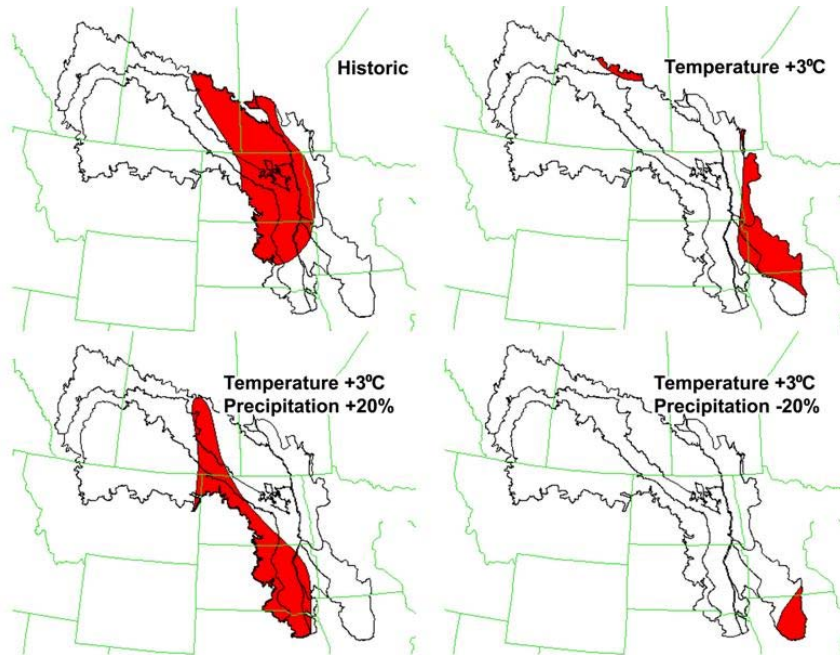 Historic
Temperature +3ºC
Temperature +3ºC
Precipitation +20%
Temperature +3ºC
Precipitation -20%